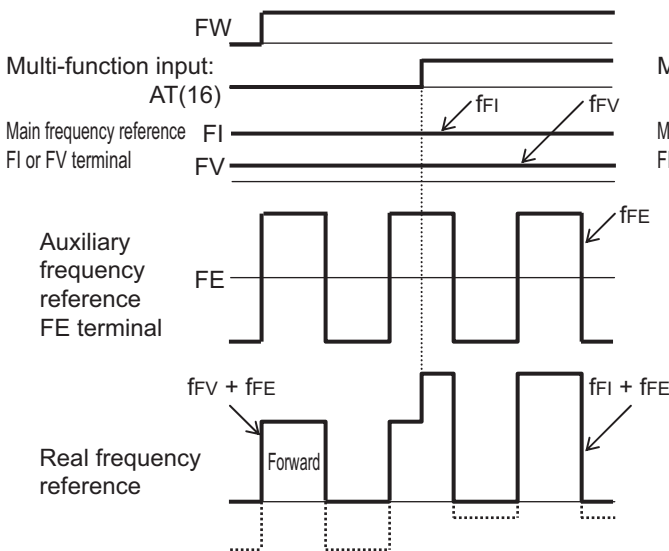 FW
Multi-function input:
AT(16)
M
fFI
fFV
Main frequency reference FI
M
FI or FV terminal
FI
FV
fFE
Auxiliary
frequency
reference
FE
FE terminal
fFV + fFE
fFI + fFE
Real frequency
Forward
reference